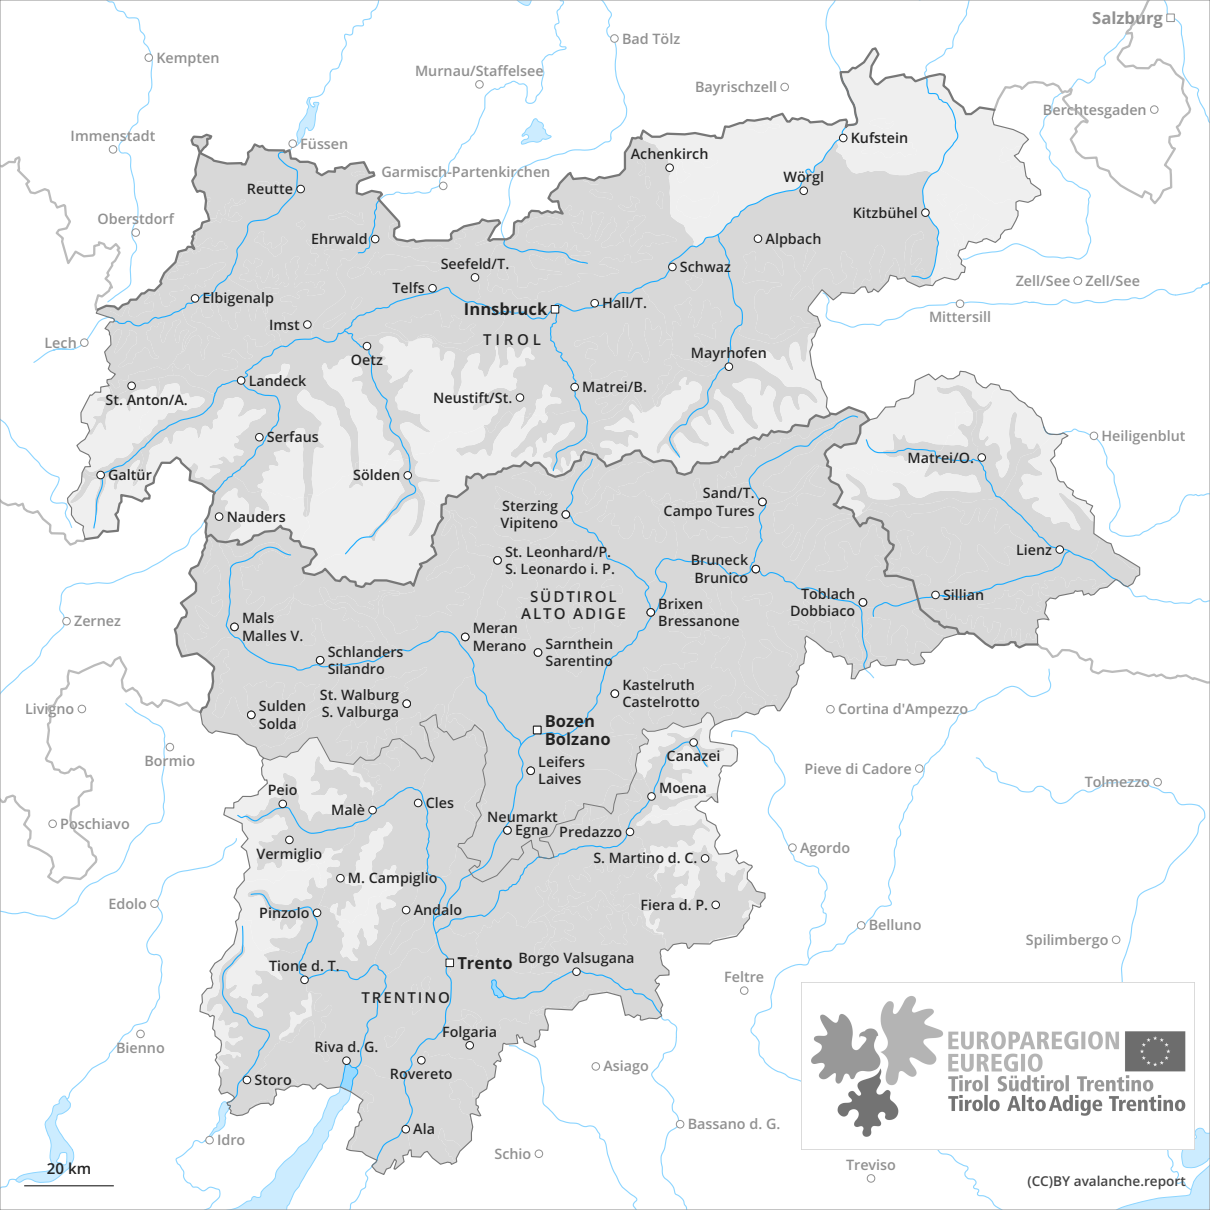 Salzburg
Kempten
Bad Tölz
Murnau/Staffelsee
Bayrischzell
Berchtesgaden
Immenstadt
Füssen
Kufstein
Achenkirch
Garmisch-Partenkirchen
Wörgl
Reutte
Kitzbühel
Oberstdorf
Ehrwald
Alpbach
Seefeld/T.
Schwaz
Zell/See
Zell/See
Telfs
Elbigenalp
Hall/T.
Innsbruck
Mittersill
Imst
TIROL
Lech
Oetz
Mayrhofen
Landeck
Matrei/B.
St. Anton/A.
Neustift/St.
Serfaus
Heiligenblut
Matrei/O.
Galtür
Sölden
Sand/T.
Campo Tures
Sterzing
Vipiteno
Nauders
Lienz
St. Leonhard/P.
S. Leonardo i. P.
Bruneck
Brunico
SÜDTIROL
ALTO ADIGE
Toblach
Dobbiaco
Sillian
Brixen
Bressanone
Zernez
Mals
Malles V.
Meran
Merano
Sarnthein
Sarentino
Schlanders
Silandro
Kastelruth
Castelrotto
St. Walburg
S. Valburga
Livigno
Sulden
Solda
Cortina d'Ampezzo
Bozen
Bolzano
Bormio
Canazei
Leifers
Laives
Pieve di Cadore
Tolmezzo
Peio
Moena
Malè
Cles
Neumarkt
Egna
Predazzo
Poschiavo
Vermiglio
Agordo
S. Martino d. C.
M. Campiglio
Edolo
Fiera d. P.
Pinzolo
Andalo
Belluno
Spilimbergo
Trento
Borgo Valsugana
Tione d. T.
Feltre
TRENTINO
Folgaria
Bienno
Riva d. G.
EUROPAREGION
EUREGIO
Tirol Südtirol Trentino
Tirolo Alto Adige Trentino
Asiago
Rovereto
Storo
Bassano d. G.
Ala
Idro
Schio
Treviso
20 km
(CC)BY avalanche.report